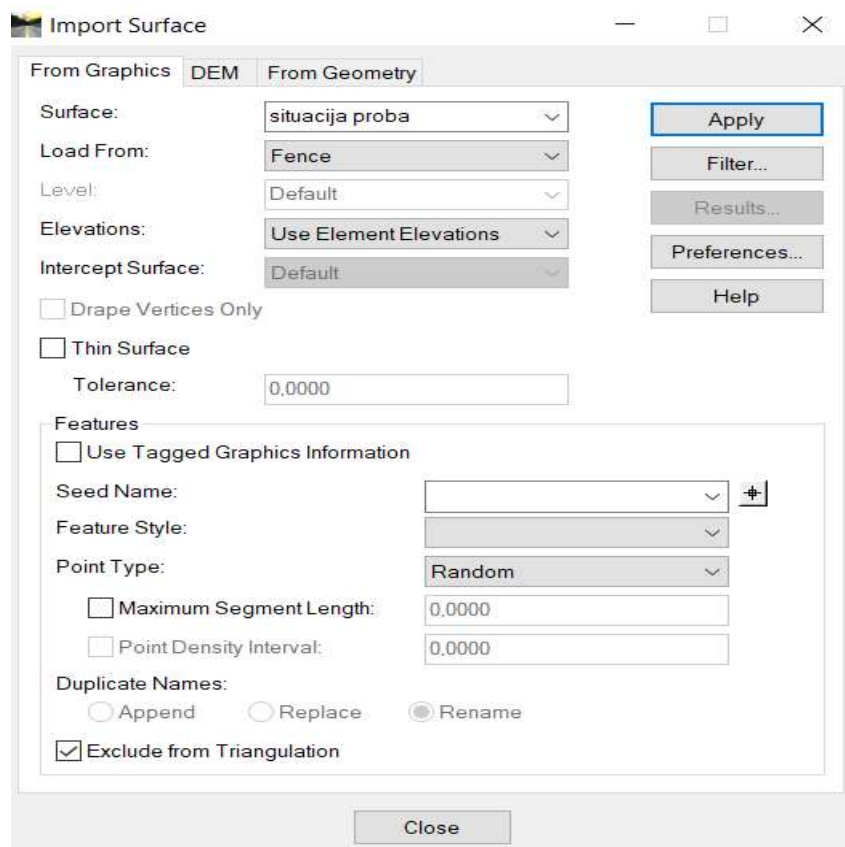 Import Surface
From Graphics DEM From Geometry
Surface: situacija proba Apply
Load From: Fence Filter...
Level: Default Results...
Elevations: Use Element Elevations Preferences...
Intercept Surface: Default Help
Drape Vertices Only
Thin Surface
Tolerance: 0,0000
Features
Use Tagged Graphics Information
Seed Name:
Feature Style:
Point Type: Random
Maximum Segment Length: 0,0000
Point Density Interval: 0,0000
Duplicate Names:
Append Replace Rename
Exclude from Triangulation
Close